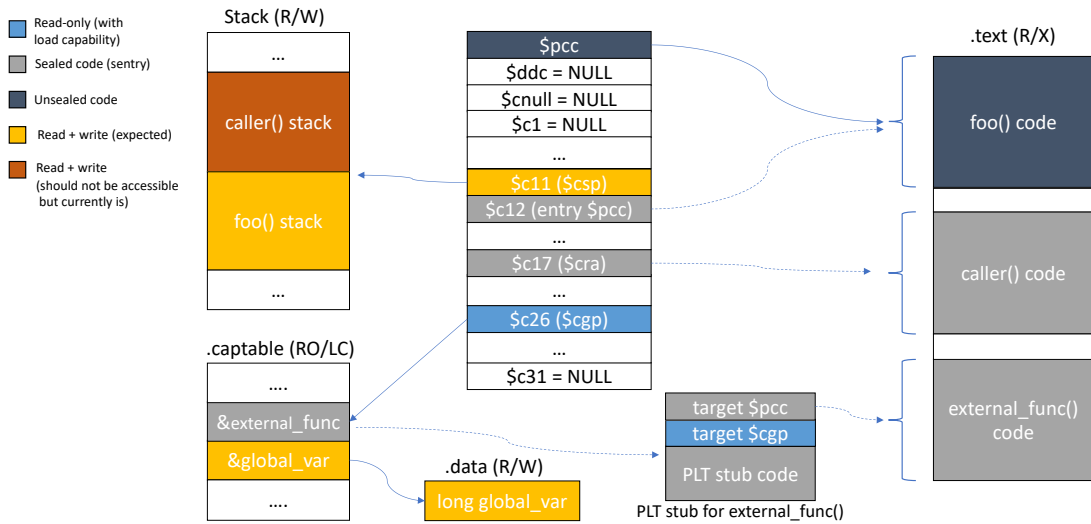 Read-only (with
load capability)
Sealed code (sentry)
Unsealed code
Read + write (expected)
Read + write
(should not be accessible
but currently is)
Stack (R/W)
...
caller() stack
foo() stack
...
.captable (RO/LC)
....
&external_func
&global_var
....
$pcc
$ddc = NULL
$cnull = NULL
$c1 = NULL
...
$c11 ($csp)
$c12 (entry $pcc)
...
$c17 ($cra)
...
$c26 ($cgp)
...
$c31 = NULL
.data (R/W)
long global_var
target $pcc
target $cgp
PLT stub code
PLT stub for external_func()
.text (R/X)
foo() code
caller() code
external_func()
code